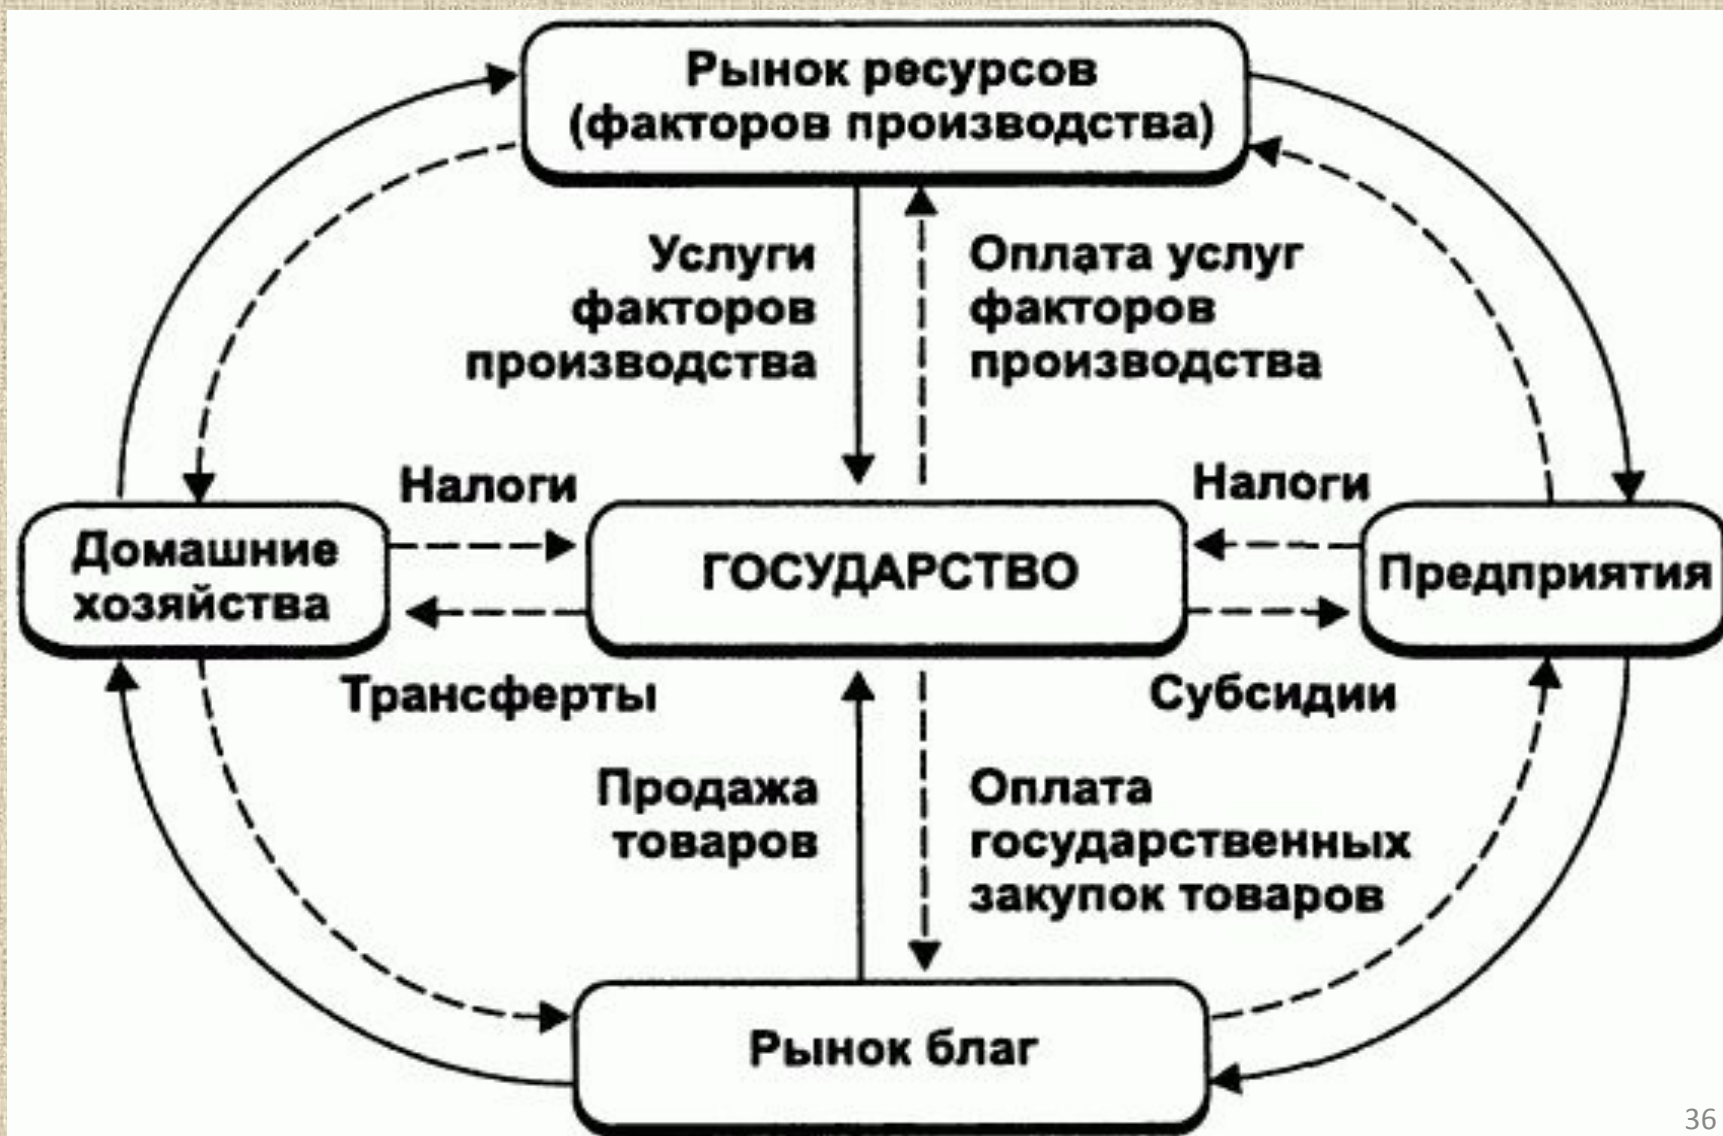 Рынок ресурсов
(факторов производства)
Услуги
факторов
производства
Оплата услуг
факторов
производства
Налоги
Налоги
Домашние
хозяйства
ГОСУДАРСТВО
Предприятия
Трансферты
Субсидии
Продажа
товаров
Оплата
государственных
закупок товаров
Рынок благ
36